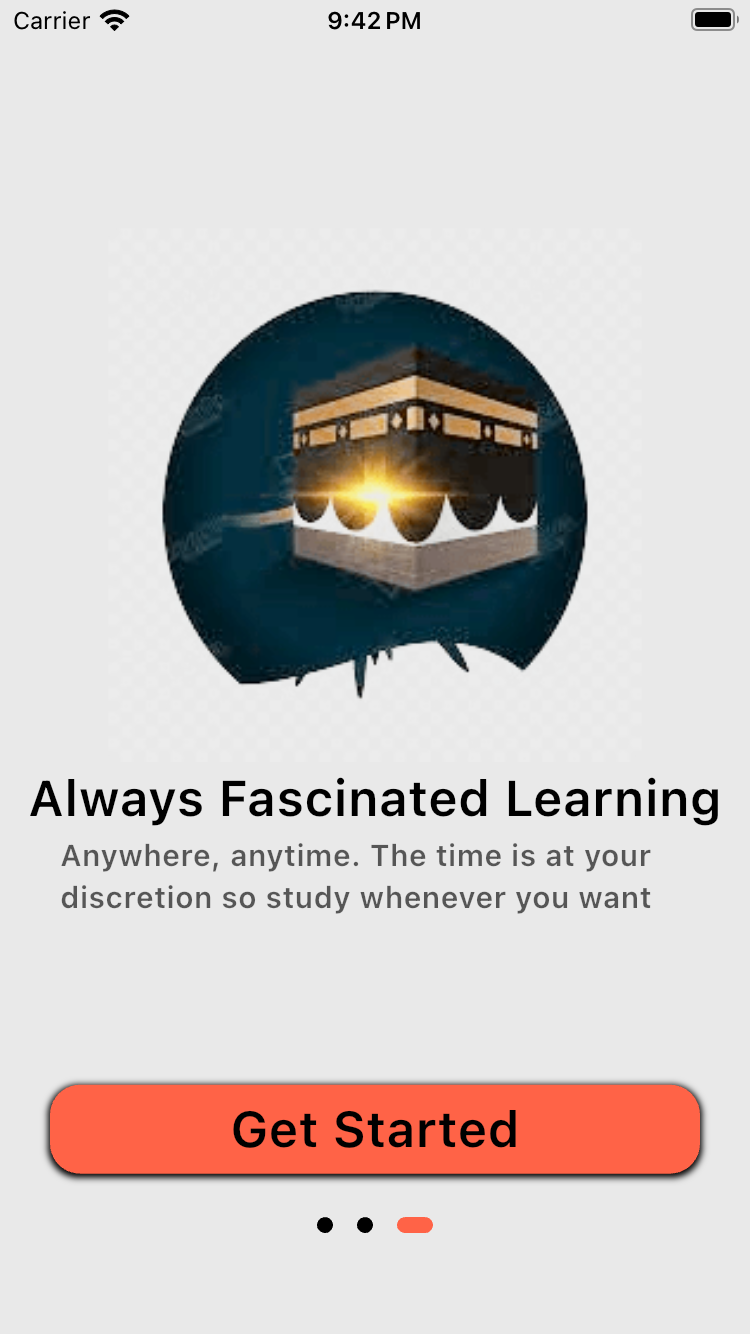 Carrier 9:42 PM
Always Fascinated Learning
Anywhere, anytime. The time is at your
discretion so study whenever you want
Get Started